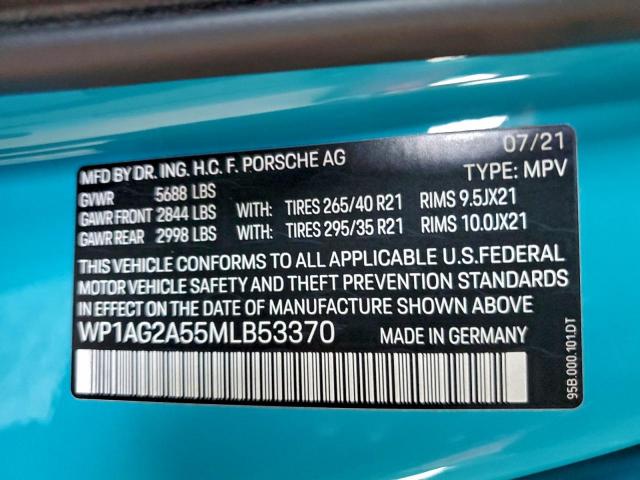 07/21
MFD BY DR. ING. H.C. F. PORSCHE AG TYPE: MPV
GVWR 5688 LBS
GAWR FRONT 2844 LBS WITH: TIRES 265/40 R21 RIMS 9.5JX21
GAWR REAR 2998 LBS WITH: TIRES 295/35 R21 RIMS 10.0JX21
THIS VEHICLE CONFORMS TO ALL APPLICABLE U.S.FEDERAL
MOTOR VEHICLE SAFETY AND THEFT PREVENTION STANDARDS
IN EFFECT ON THE DATE OF MANUFACTURE SHOWN ABOVE.
WP1AG2A55MLB53370 MADE IN GERMANY
95B.000.101.DT